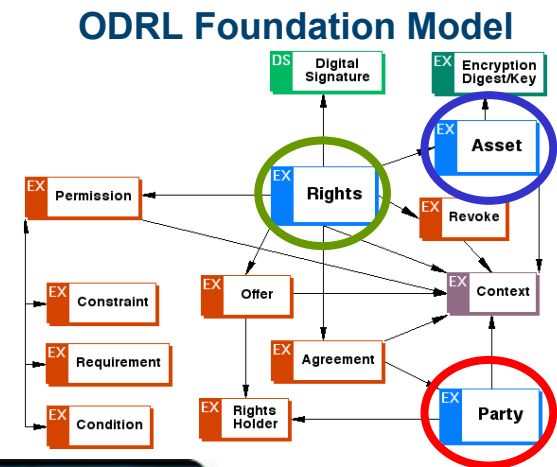 ODRL Foundation Model
DS Digital
Signature
EX Encryption
Digest/Key
EX Asset
EX Rights
EX Permission
EX Revoke
EX Constraint
EX Offer
EX Context
EX Requirement
EX Agreement
EX Condition
EX Rights
Holder
EX Party